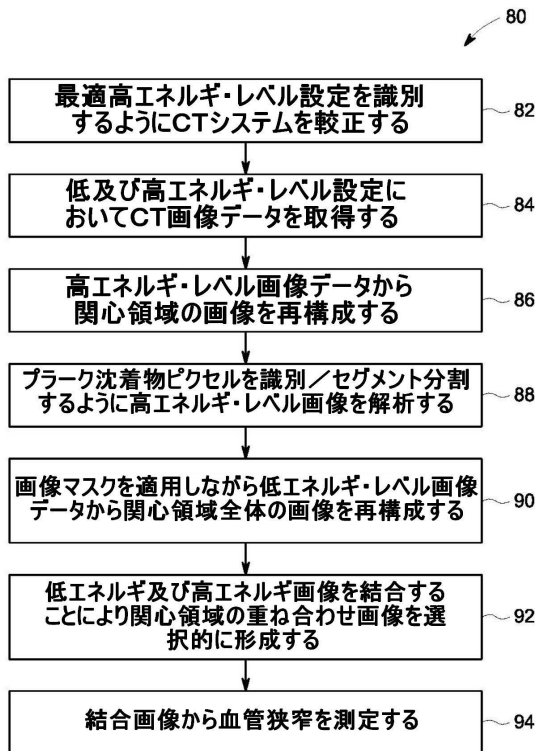 80
最適高エネルギ・レベル設定を識別
するようにCTシステムを較正する
82
低及び高エネルギ・レベル設定に
おいてCT画像データを取得する
84
高エネルギ・レベル画像データから
関心領域の画像を再構成する
86
プラーク沈着物ピクセルを識別／セグメント分割
するように高エネルギ・レベル画像を解析する
88
画像マスクを適用しながら低エネルギ・レベル画像
データから関心領域全体の画像を再構成する
90
低エネルギ及び高エネルギ画像を結合する
ことにより関心領域の重ね合わせ画像を選
択的に形成する
92
結合画像から血管狭窄を測定する
94